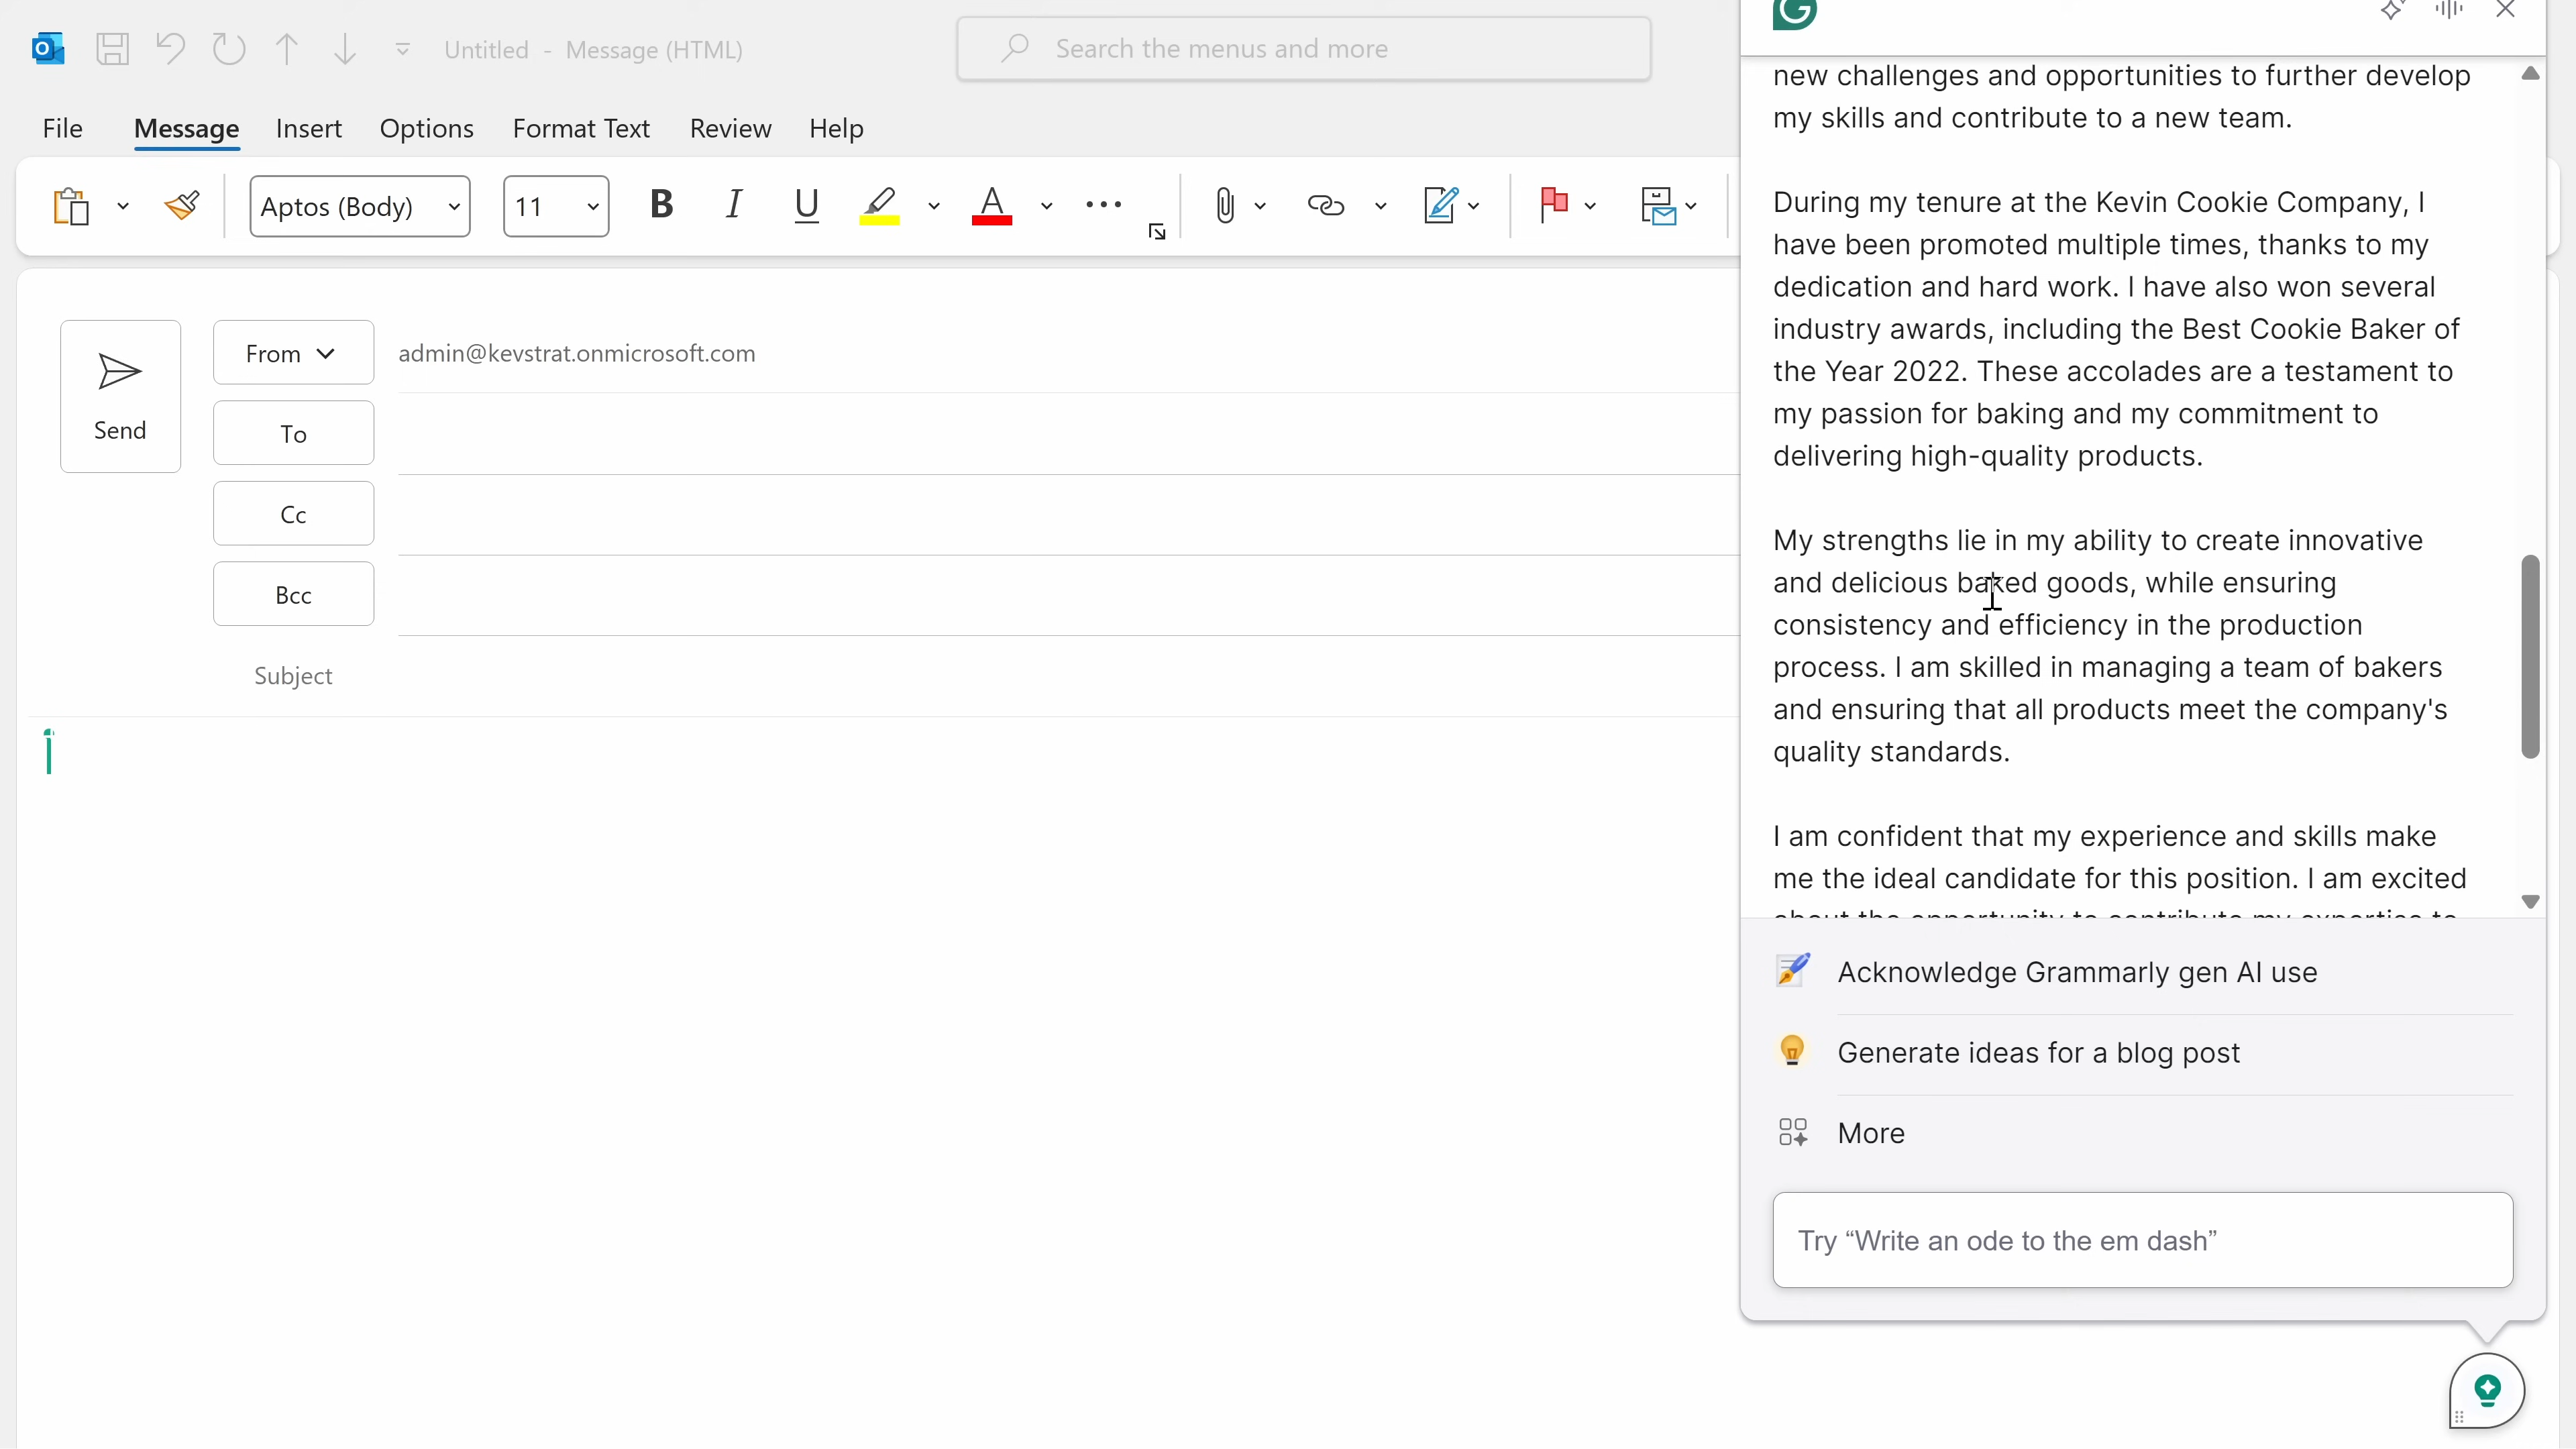 Untitled - Message (HTML)
Search the menus and more
File Message Insert Options Format Text Review Help
Aptos (Body) 11 B I U A
Send
From admin@kevstrat.onmicrosoft.com
To
Cc
Bcc
Subject
new challenges and opportunities to further develop
my skills and contribute to a new team.
During my tenure at the Kevin Cookie Company, I
have been promoted multiple times, thanks to my
dedication and hard work. I have also won several
industry awards, including the Best Cookie Baker of
the Year 2022. These accolades are a testament to
my passion for baking and my commitment to
delivering high-quality products.
My strengths lie in my ability to create innovative
and delicious baked goods, while ensuring
consistency and efficiency in the production
process. I am skilled in managing a team of bakers
and ensuring that all products meet the company's
quality standards.
I am confident that my experience and skills make
me the ideal candidate for this position. I am excited
about the opportunity to contribute my expertise to
Acknowledge Grammarly gen AI use
Generate ideas for a blog post
More
Try “Write an ode to the em dash”